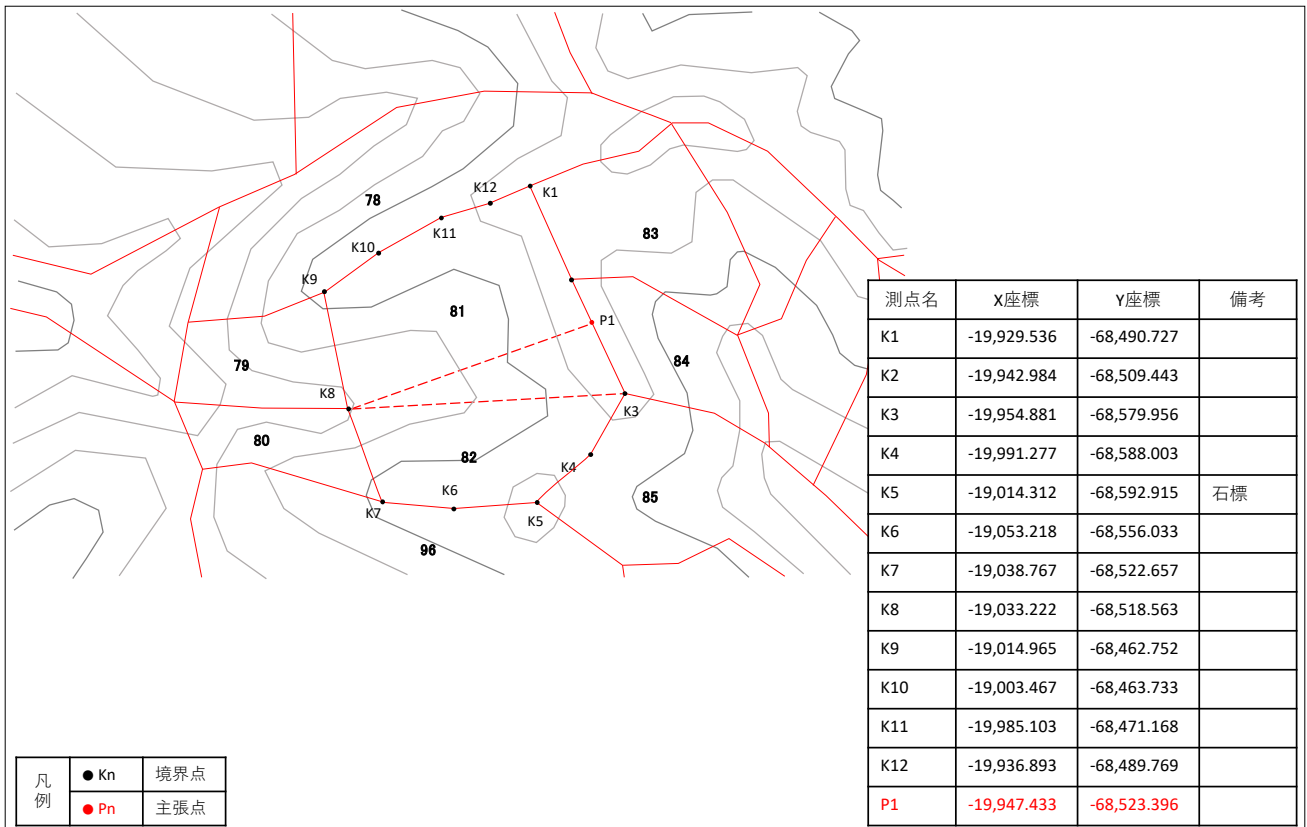 K12
K1
78
K11
83
K10
K9
81
P1
84
79
K8
K3
80
82
K4
K6
85
K7
K5
96
測点名 X座標 Y座標 備考
K1 -19,929.536 -68,490.727
K2 -19,942.984 -68,509.443
K3 -19,954.881 -68,579.956
K4 -19,991.277 -68,588.003
K5 -19,014.312 -68,592.915 石標
K6 -19,053.218 -68,556.033
K7 -19,038.767 -68,522.657
K8 -19,033.222 -68,518.563
K9 -19,014.965 -68,462.752
K10 -19,003.467 -68,463.733
K11 -19,985.103 -68,471.168
K12 -19,936.893 -68,489.769
P1 -19,947.433 -68,523.396
凡例
Kn 境界点
Pn 主張点